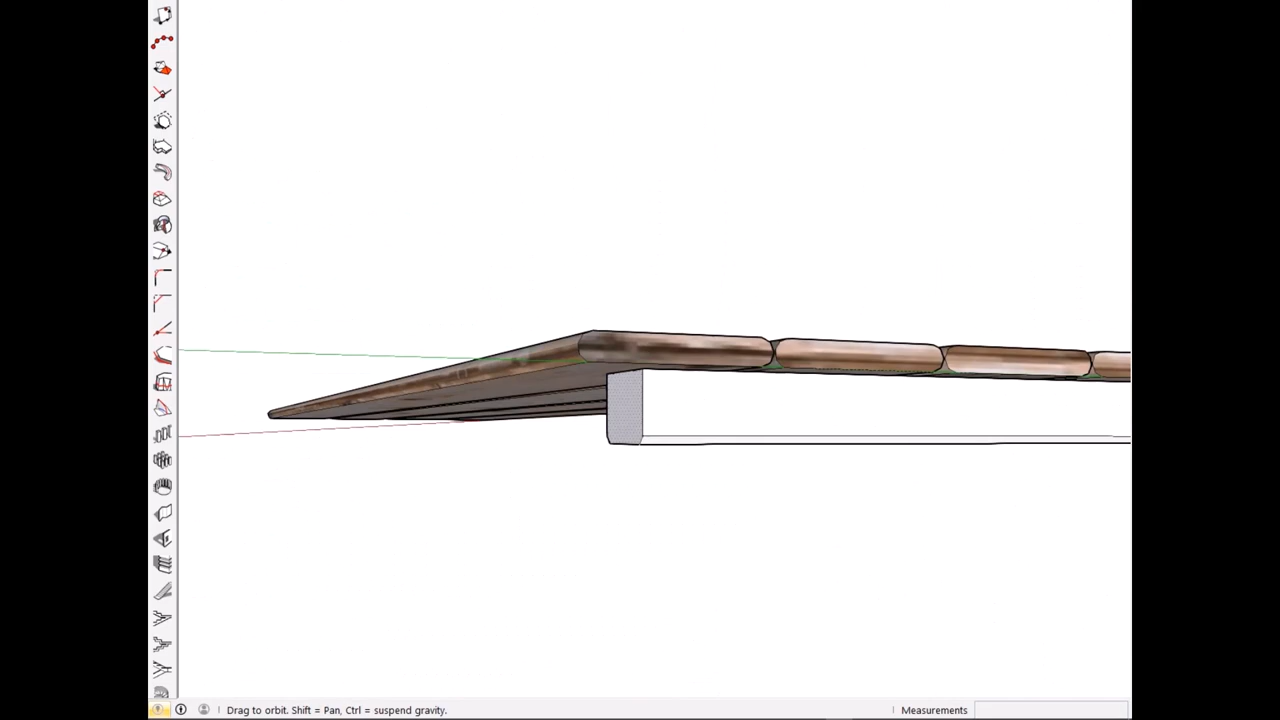 Drag to orbit. Shift = Pan, Ctrl = suspend gravity.
Measurements